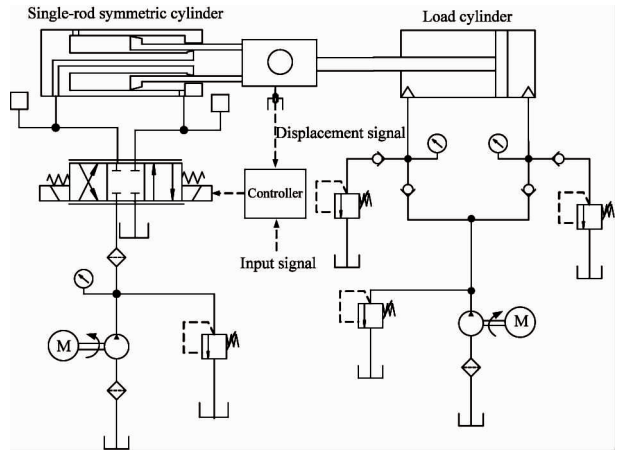 Single-rod symmetric cylinder
Load cylinder
Displacement signal
Controller
Input signal
M
M